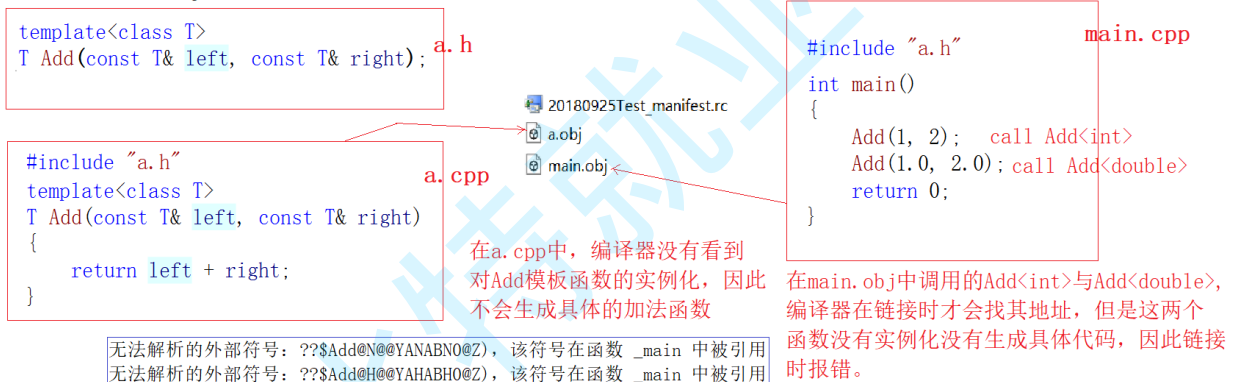 template<class T>
T Add(const T& left, const T& right);
a.h
#include "a.h"
template<class T>
T Add(const T& left, const T& right)
{
return left + right;
}
a.cpp
20180925Test_manifest.rc
a.obj
main.obj
在a.cpp中，编译器没有看到
对Add模板函数的实例化，因此
不会生成具体的加法函数
main.cpp
#include "a.h"
int main()
{
Add(1, 2); call Add<int>
Add(1.0, 2.0); call Add<double>
return 0;
}
在main.obj中调用的Add<int>与Add<double>,
编译器在链接时才会找其地址，但是这两个
函数没有实例化没有生成具体代码，因此链接
时报错。
无法解析的外部符号: ??$Add@N@@YANABNO@Z)，该符号在函数 _main 中被引用
无法解析的外部符号: ??$Add@H@@YAHABHO@Z)，该符号在函数 _main 中被引用
特就业